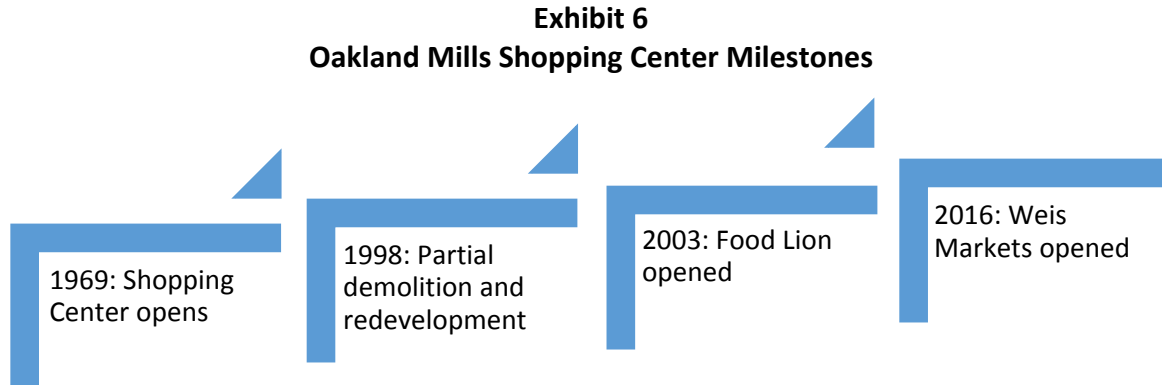 Exhibit 6
Oakland Mills Shopping Center Milestones
1969: Shopping
Center opens
1998: Partial
demolition and
redevelopment
2003: Food Lion
opened
2016: Weis
Markets opened